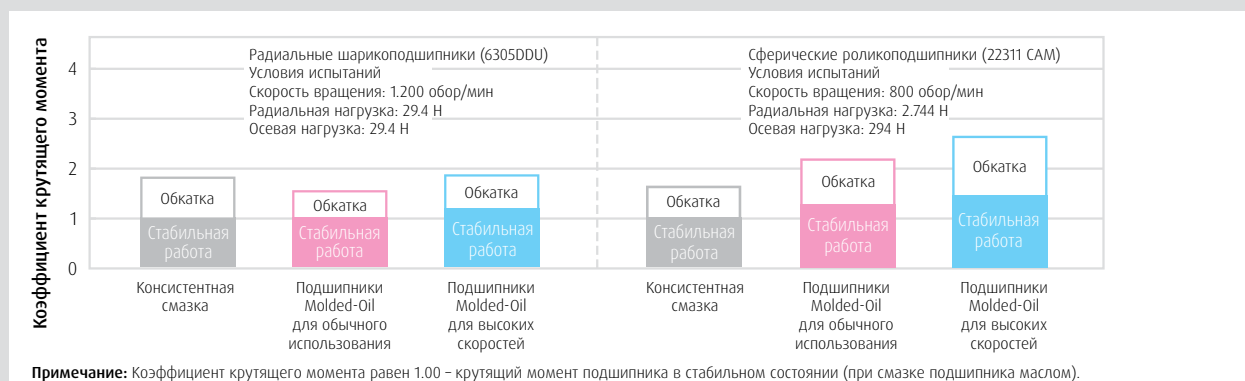 Коэффициент крутящего момента
4
3
2
1
0
Радиальные шарикоподшипники (6305DDU)
Условия испытаний
Скорость вращения: 1.200 обор/мин
Радиальная нагрузка: 29.4 Н
Осевая нагрузка: 29.4 Н
Сферические роликоподшипники (22311 CAM)
Условия испытаний
Скорость вращения: 800 обор/мин
Радиальная нагрузка: 2.744 Н
Осевая нагрузка: 294 Н
Обкатка
Стабильная
работа
Обкатка
Стабильная
работа
Обкатка
Стабильная
работа
Обкатка
Стабильная
работа
Обкатка
Стабильная
работа
Обкатка
Стабильная
работа
Консистентная
смазка
Подшипники
Molded-Oil
для обычного
использования
Подшипники
Molded-Oil
для высоких
скоростей
Консистентная
смазка
Подшипники
Molded-Oil
для обычного
использования
Подшипники
Molded-Oil
для высоких
скоростей
Примечание: Коэффициент крутящего момента равен 1.00 – крутящий момент подшипника в стабильном состоянии (при смазке подшипника маслом).